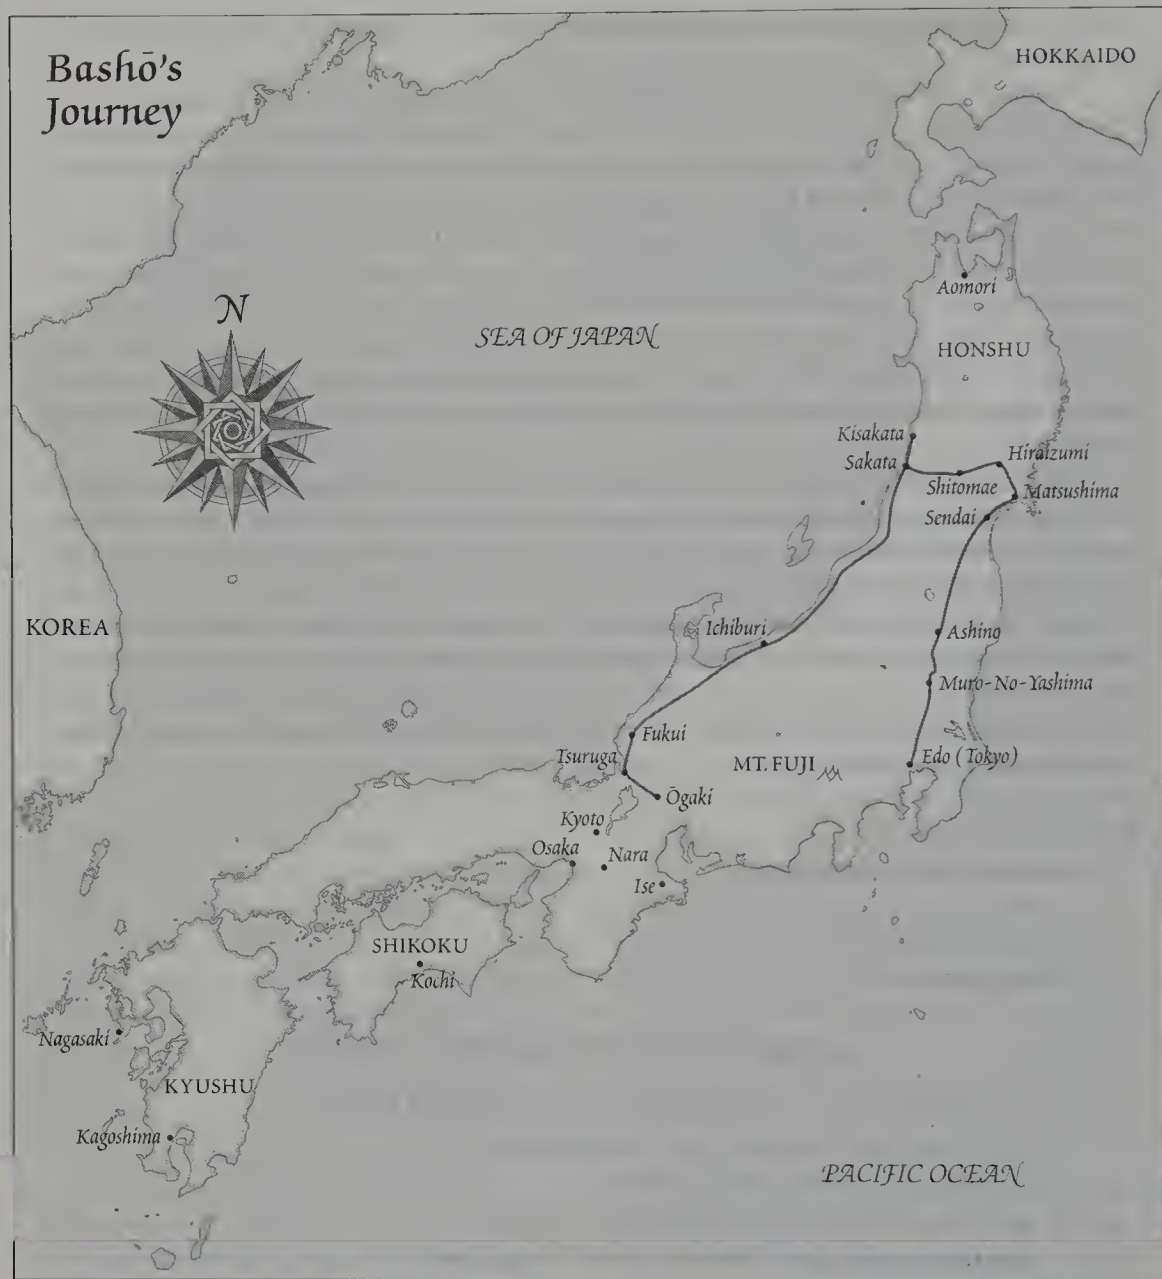 Bashō's
Journey
HOKKAIDO
N
Aomori
SEA OF JAPAN
HONSHU
Kisakata
Sakata
Hiraizumi
Shitomae
Matsushima
Sendai
KOREA
Ichiburi
Ashino
Muro-No-Yashima
Fukui
Tsuruga
MT. FUJI
Edo (Tokyo)
Ōgaki
Kyoto
Osaka
Nara
Ise
SHIKOKU
Kochi
Nagasaki
KYUSHU
Kagoshima
PACIFIC OCEAN